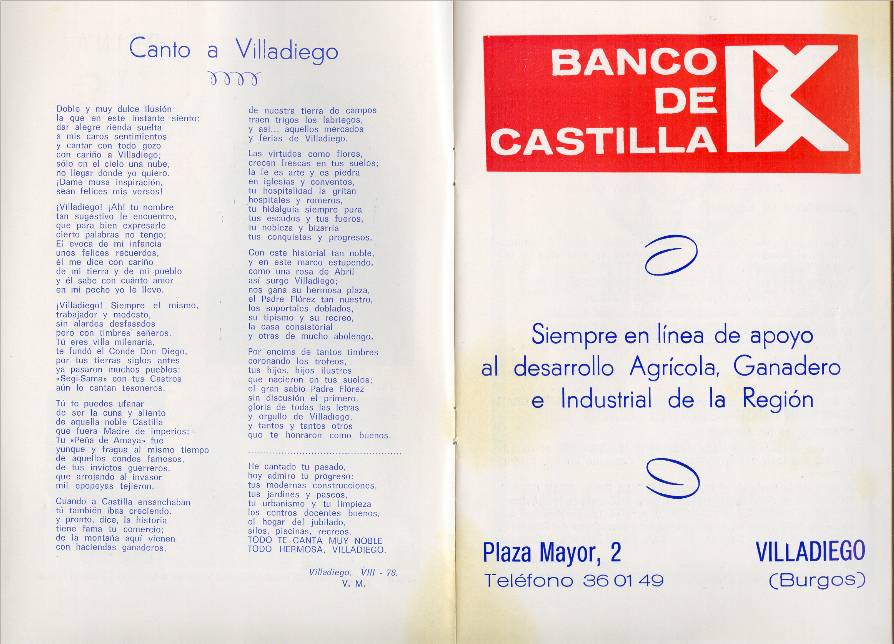 Canto a Villadiego
Doble y muy dulce ilusión
la que en este instante siento:
dar alegre rienda suelta
a mis caros sentimientos
y cantar con todo gozo
con cariño a Villadiego;
sólo en el cielo una nube,
no llegar donde yo quiero.
¡Dame musa inspiración,
sean felices mis versos!
¡Villadiego! ¡Ah! tu nombre
tan sugestivo le encuentro,
que para bien expresarle
cierto palabras no tengo;
El evoca de mi infancia
unos felices recuerdos,
él me dice con cariño
de mi tierra y de mi pueblo
y él sabe con cuánto amor
en mi pecho yo le llevo.
¡Villadiego! Siempre el mismo,
trabajador y modesto,
sin alardes desfasados
pero con timbres señeros.
Tú eres villa milenaria,
te fundó el Conde Don Diego,
por tus tierras siglos antes
ya pasaron muchos pueblos:
«Segi-Sama» con tus Castros
aún lo cantan tesoneros.
Tú te puedes ufanar
de ser la cuna y aliento
de aquella noble Castilla
que fuera Madre de imperios:
Tu «Peña de Amaya» fue
yunque y fragua al mismo tiempo
de aquellos condes famosos,
de tus invictos guerreros,
que arrojando al invasor
mil epopeyas tejieron.
Cuando a Castilla ensanchaban
tú también ibas creciendo,
y pronto, dice, la historia
tiene fama tu comercio;
de la montaña aquí vienen
con haciendas ganaderos,
de nuestra tierra de campos
traen trigos los labriegos,
y así... aquellos mercados
y ferias de Villadiego.
Las virtudes como flores,
crecen frescas en tus suelos;
la fe es arte y es piedra
en iglesias y conventos,
tu hospitalidad la gritan
hospitales y romeros,
tu hidalguía siempre pura
tus escudos y tus fueros,
tu nobleza y bizarría
tus conquistas y progresos.
Con este historial tan noble,
y en este marco estupendo,
como una rosa de Abril
así surge Villadiego;
nos gana su hermosa plaza,
el Padre Flórez tan nuestro,
los soportales doblados,
su tipismo y su recreo,
la casa consistorial
y otras de mucho abolengo.
Por encima de tantos timbres
coronando los trofeos,
tus hijos, hijos ilustres
que nacieron en tus suelos;
el gran sabio Padre Flórez
sin discusión el primero,
gloria de todas las letras
y orgullo de Villadiego,
y tantos y tantos otros
que te honraron como buenos.
He cantado tu pasado,
hoy admiro tu progreso:
tus modernas construcciones,
tus jardines y paseos,
tu urbanismo y tu limpieza
los centros docentes buenos,
el hogar del jubilado,
silos, piscinas, recreos.
TODO TE CANTA MUY NOBLE
TODO HERMOSA, VILLADIEGO.
Villadiego, VIII - 78.
V. M.
BANCO
DE
CASTILLA
Siempre en línea de apoyo
al desarrollo Agrícola, Ganadero
e Industrial de la Región
Plaza Mayor, 2 VILLADIEGO
Teléfono 36 01 49 (Burgos)